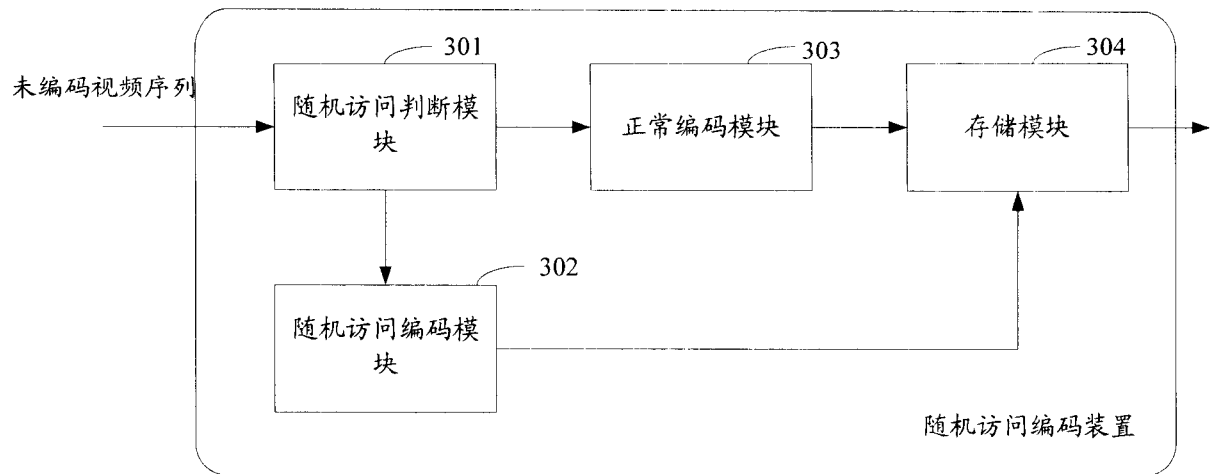 301
303
304
未编码视频序列
随机访问判断模
块
正常编码模块
存储模块
302
随机访问编码模
块
随机访问编码装置